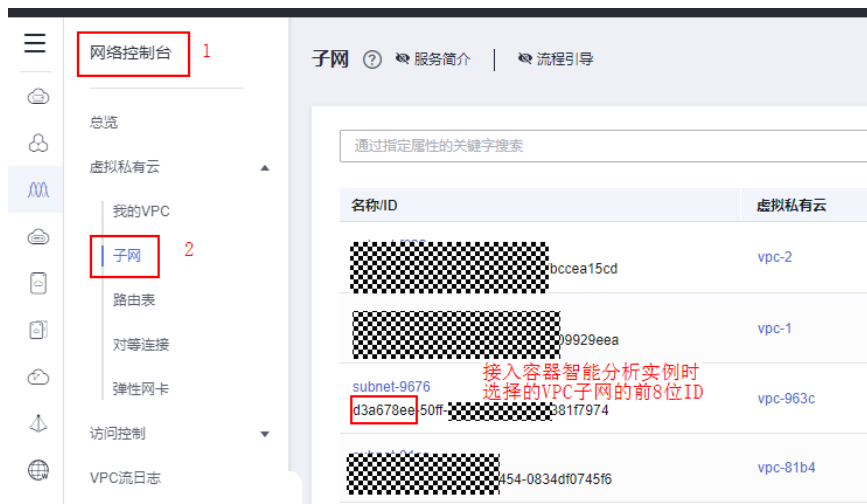 网络控制台
1
总览
虚拟私有云
我的VPC
子网
2
路由表
对等连接
弹性网卡
访问控制
VPC流日志
子网
服务简介
流程引导
通过指定属性的关键字搜索
名称/ID
虚拟私有云
bccea15cd
vpc-2
09929eea
vpc-1
接入容器智能分析实例时
选择的VPC子网的前8位ID
subnet-9676
d3a678ee-50ff-
381f7974
vpc-963c
454-0834df0745f6
vpc-81b4